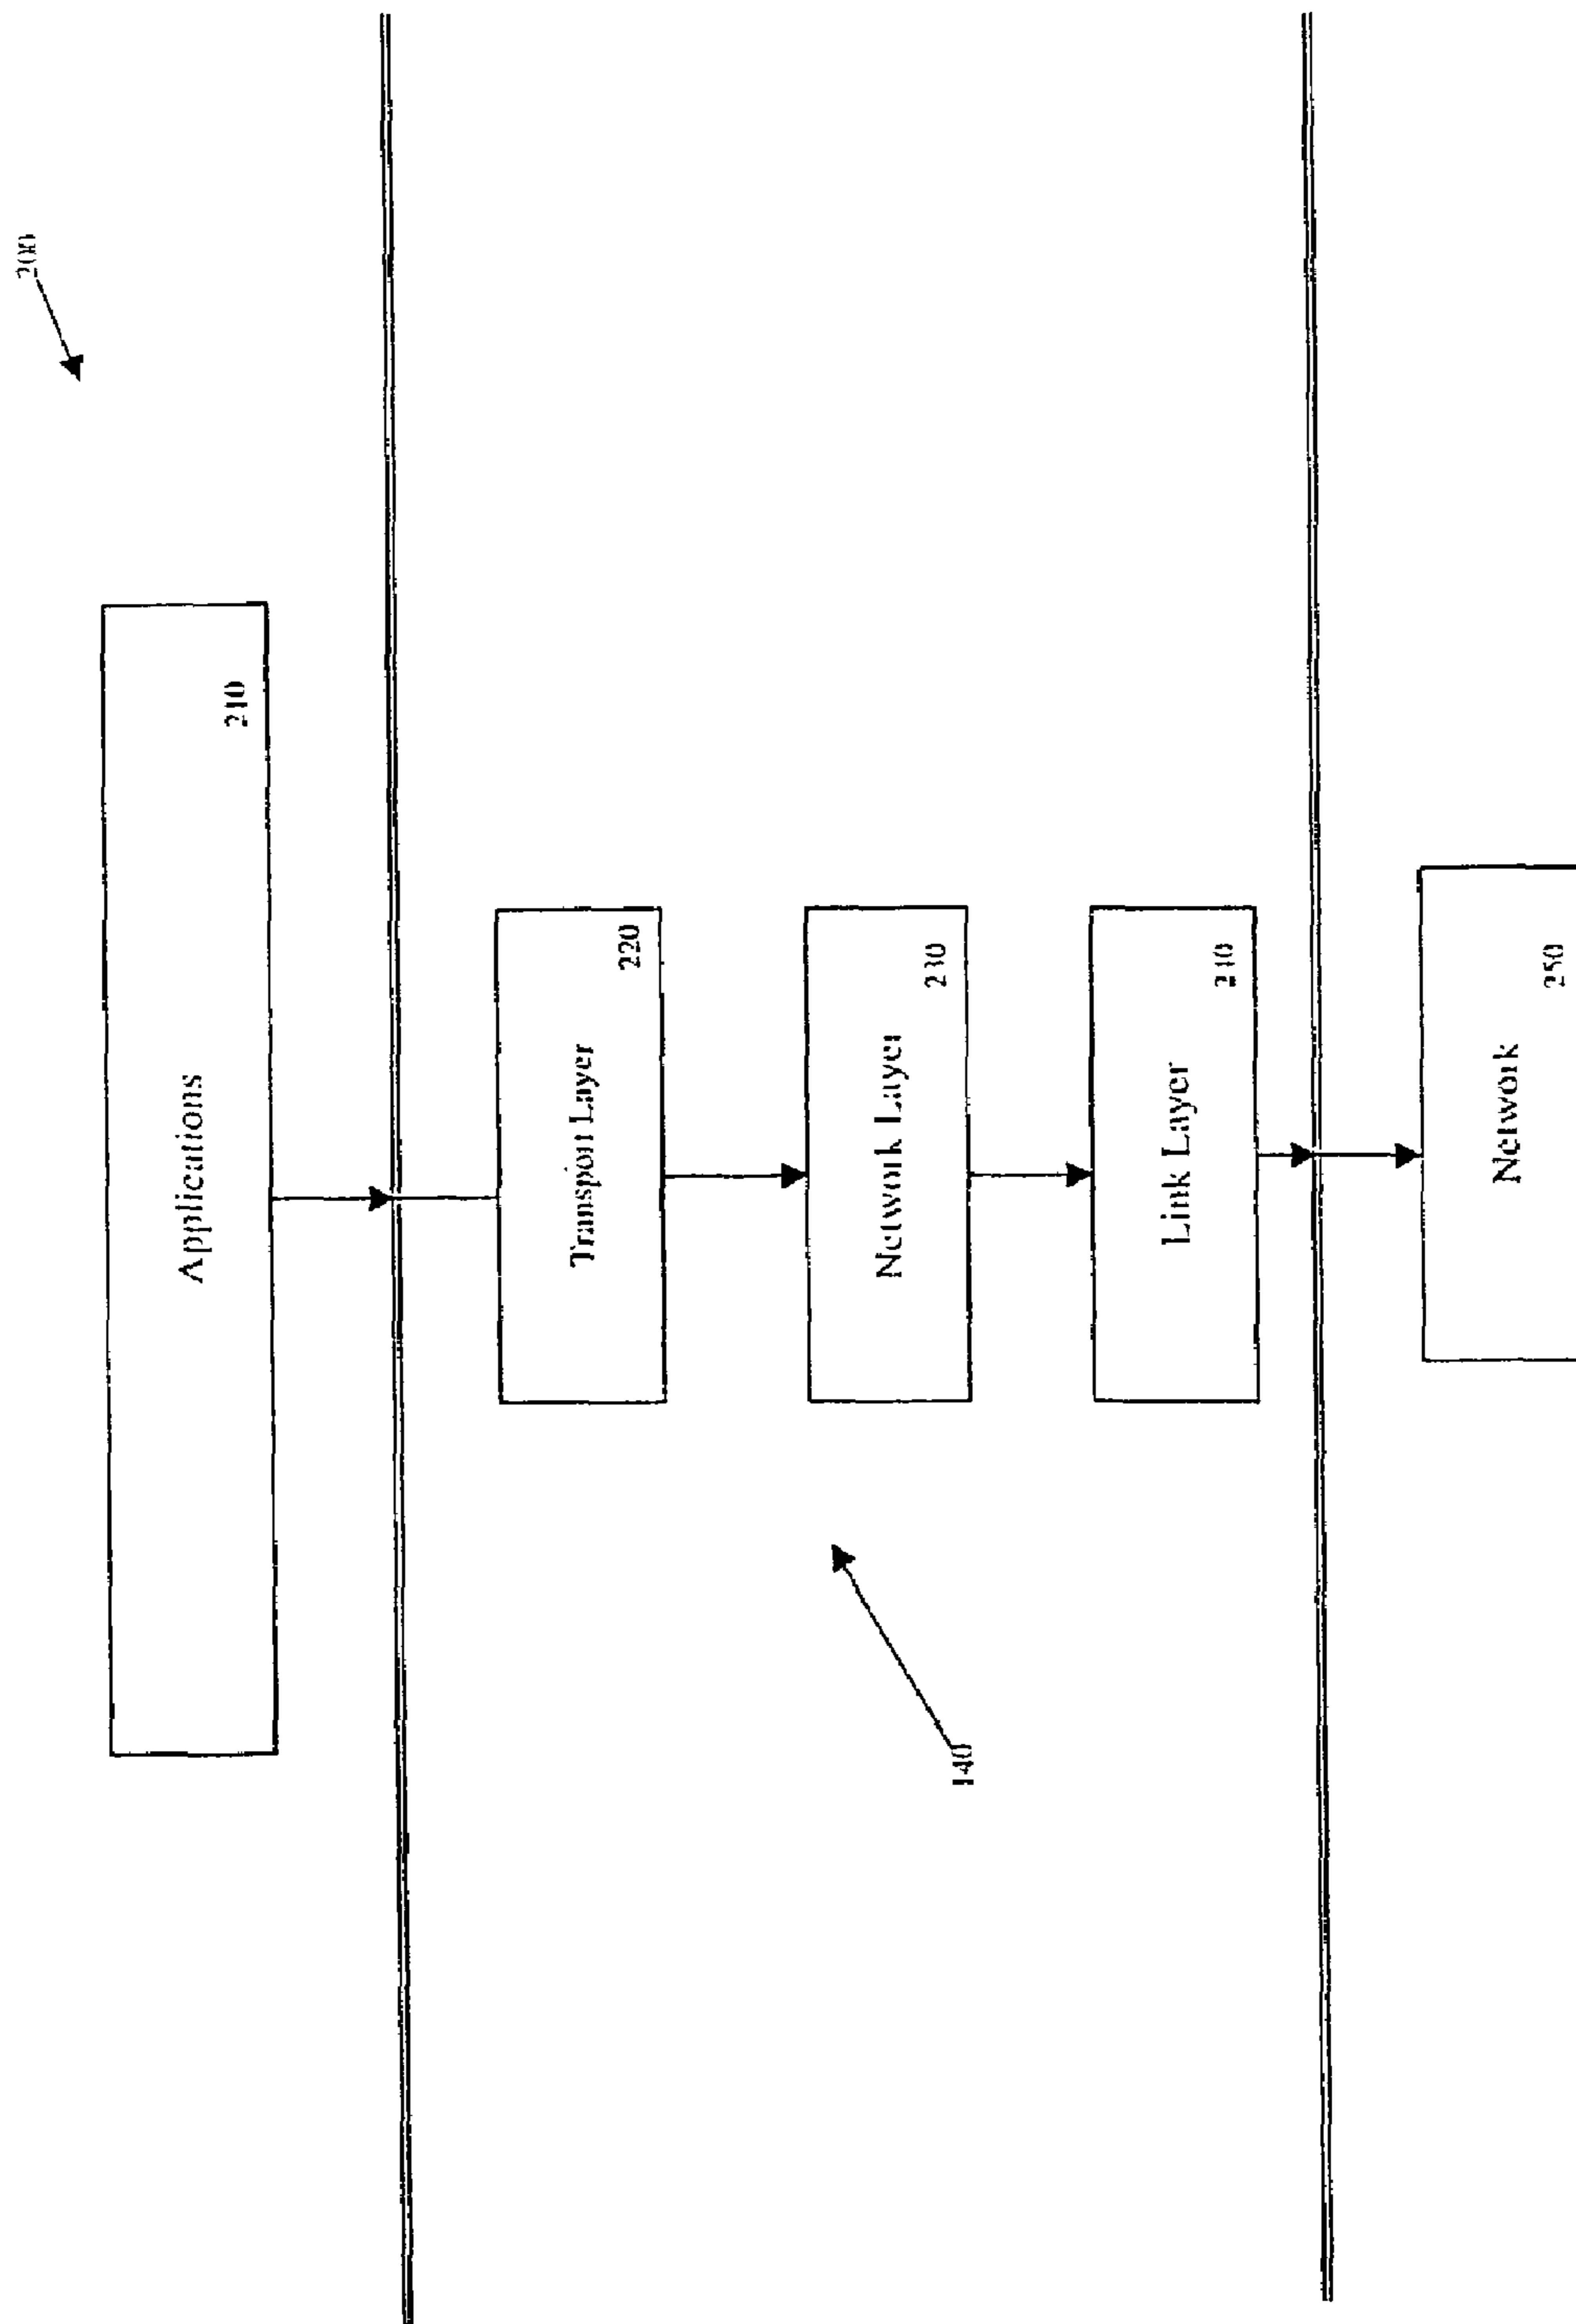 200
Applications
210
Transport Layer
220
Network Layer
230
Link Layer
240
Network
250
140